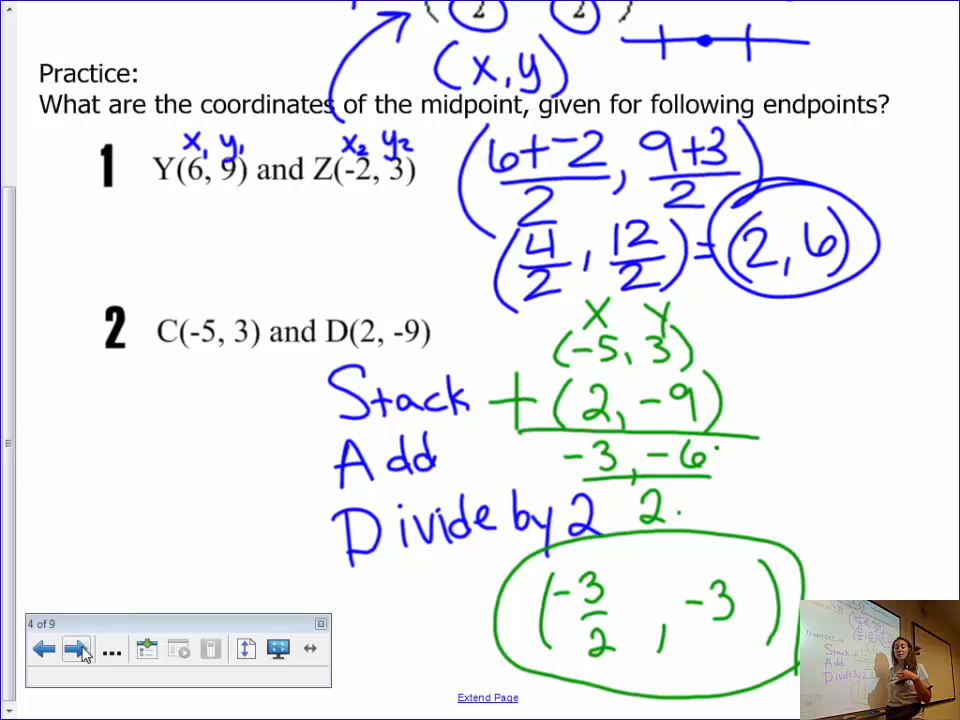 ( 2 2 )
(x, y)
Practice:
What are the coordinates of the midpoint, given for following endpoints?
x₁ y₁ x₂ y₂
1 Y(6, 9) and Z(-2, 3)
(6+-2/2, 9+3/2)
(4/2, 12/2) = (2, 6)
2 C(-5, 3) and D(2, -9)
X Y
(-5, 3)
Stack + (2, -9)
Add -3, -6
Divide by 2 2
(-3/2, -3)
4 of 9
Extend Page